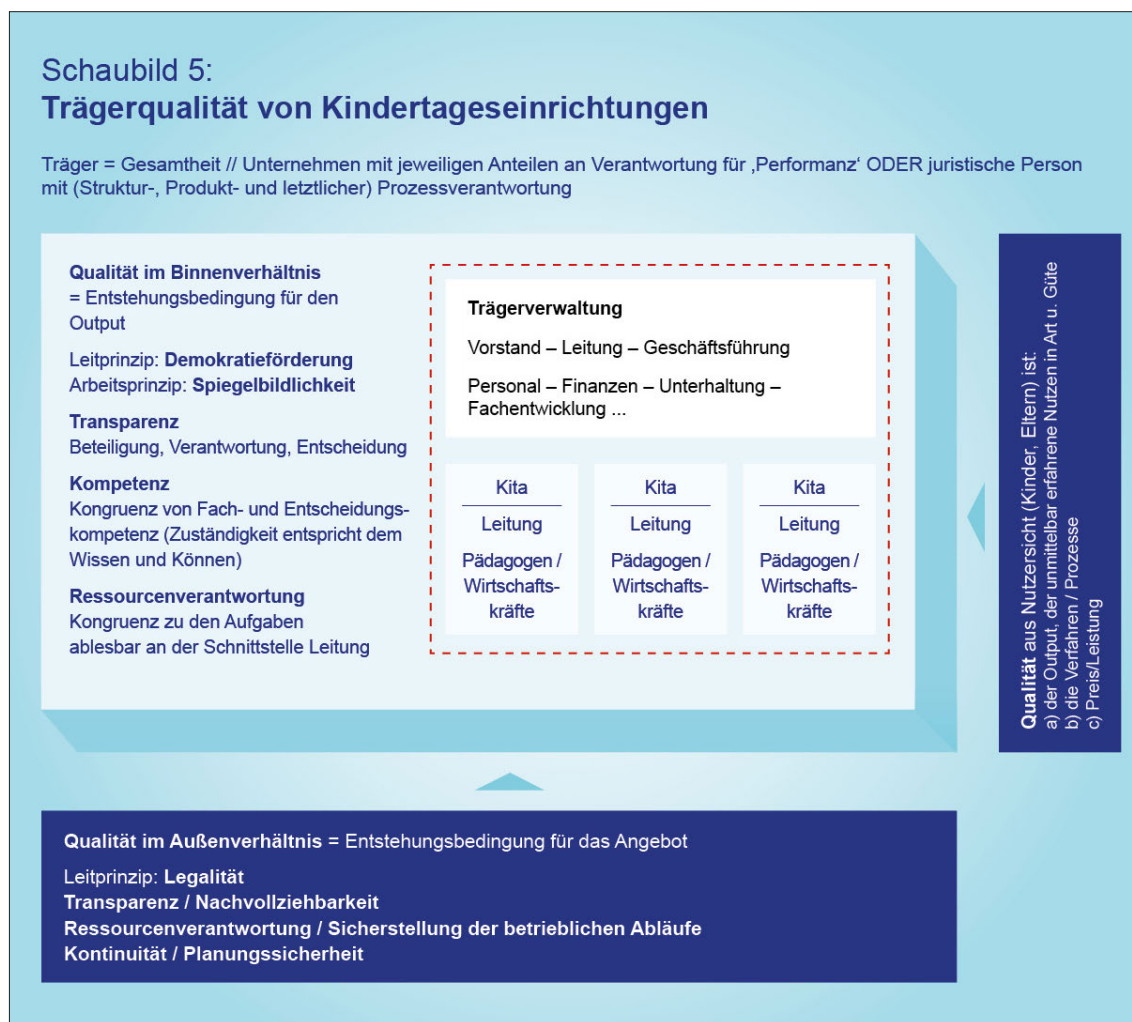 Schaubild 5:
Trägerqualität von Kindertageseinrichtungen
Träger = Gesamtheit // Unternehmen mit jeweiligen Anteilen an Verantwortung für ‚Performanz‘ ODER juristische Person
mit (Struktur-, Produkt- und letztlicher) Prozessverantwortung
Qualität im Binnenverhältnis
= Entstehungsbedingung für den
Output
Leitprinzip: Demokratieförderung
Arbeitsprinzip: Spiegelbildlichkeit
Transparenz
Beteiligung, Verantwortung, Entscheidung
Kompetenz
Kongruenz von Fach- und Entscheidungs-
kompetenz (Zuständigkeit entspricht dem
Wissen und Können)
Ressourcenverantwortung
Kongruenz zu den Aufgaben
ablesbar an der Schnittstelle Leitung
Trägerverwaltung
Vorstand – Leitung – Geschäftsführung
Personal – Finanzen – Unterhaltung –
Fachentwicklung ...
Kita
Leitung
Pädagogen /
Wirtschafts-
kräfte
Kita
Leitung
Pädagogen /
Wirtschafts-
kräfte
Kita
Leitung
Pädagogen /
Wirtschafts-
kräfte
Qualität aus Nutzersicht (Kinder, Eltern) ist:
a) der Output, der unmittelbar erfahrene Nutzen in Art u. Güte
b) die Verfahren / Prozesse
c) Preis/Leistung
Qualität im Außenverhältnis = Entstehungsbedingung für das Angebot
Leitprinzip: Legalität
Transparenz / Nachvollziehbarkeit
Ressourcenverantwortung / Sicherstellung der betrieblichen Abläufe
Kontinuität / Planungssicherheit